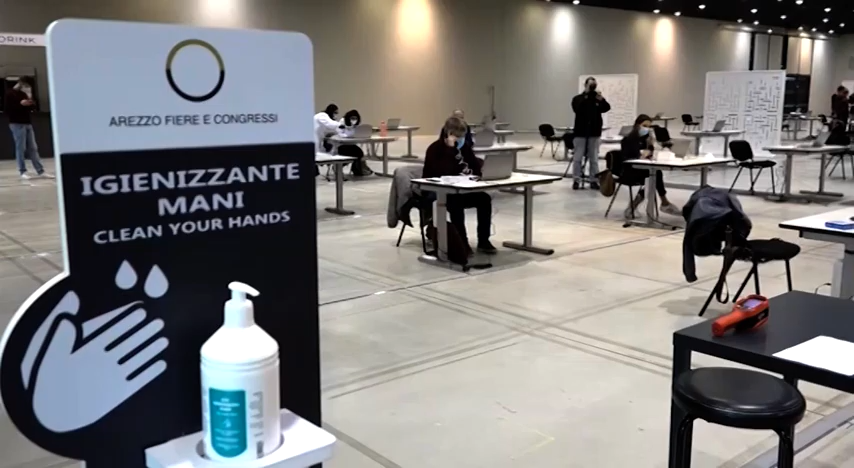 DRINK
AREZZO FIERE E CONGRESSI
IGIENIZZANTE
MANI
CLEAN YOUR HANDS